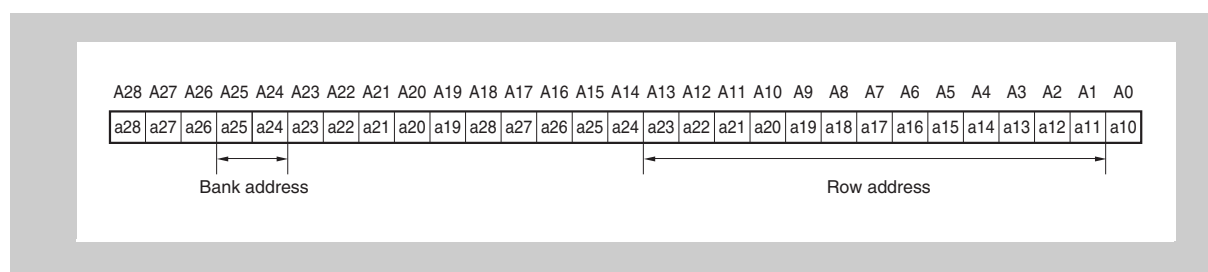 A28 A27 A26 A25 A24 A23 A22 A21 A20 A19 A18 A17 A16 A15 A14 A13 A12 A11 A10 A9 A8 A7 A6 A5 A4 A3 A2 A1 A0
a28 a27 a26 a25 a24 a23 a22 a21 a20 a19 a28 a27 a26 a25 a24 a23 a22 a21 a20 a19 a18 a17 a16 a15 a14 a13 a12 a11 a10
Bank address Row address